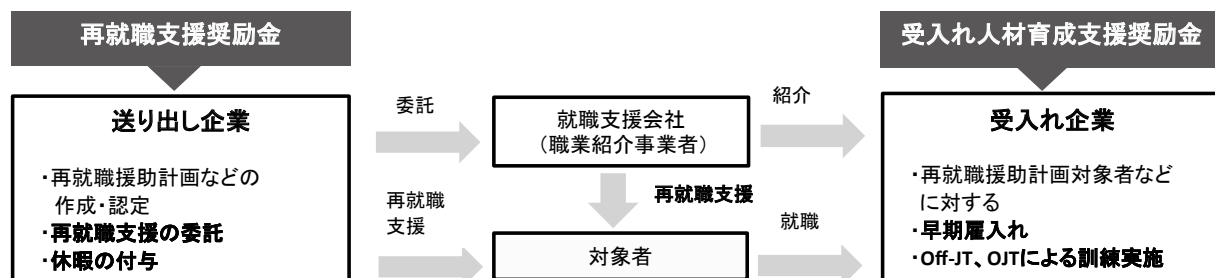 再就職支援奨励金
受入れ人材育成支援奨励金
送り出し企業
・再就職援助計画などの
作成・認定
・再就職支援の委託
・休暇の付与
委託
再就職
支援
就職支援会社
（職業紹介事業者）
再就職支援
対象者
紹介
就職
受入れ企業
・再就職援助計画対象者など
に対する
・早期雇入れ
・Off-JT、OJTによる訓練実施